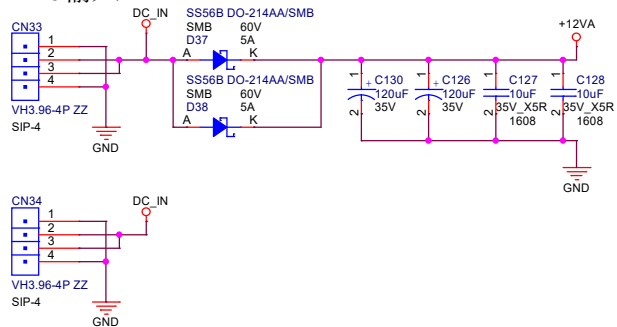 CN33
1
2
3
4
VH3.96-4P ZZ
SIP-4
GND
DC_IN
SS56B DO-214AA/SMB
SMB 60V
D37 5A
A K
SS56B DO-214AA/SMB
SMB 60V
D38 5A
A K
+12VA
1
+ C130
120uF
2 35V
1
+ C126
120uF
2 35V
1
C127
10uF
2 35V_X5R
1608
1
C128
10uF
2 35V_X5R
1608
GND
CN34
1
2
3
4
VH3.96-4P ZZ
SIP-4
GND
DC_IN